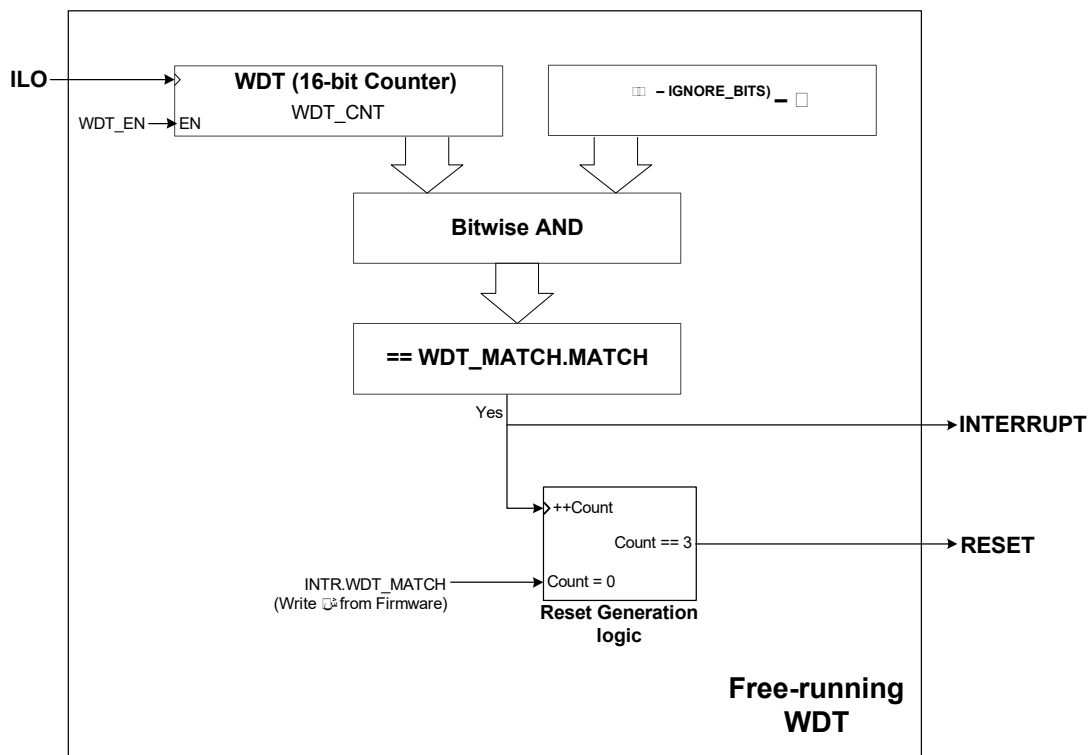 ILO
WDT (16-bit Counter)
WDT_CNT
WDT_EN
EN
– IGNORE_BITS) –
Bitwise AND
== WDT_MATCH.MATCH
Yes
INTERRUPT
++Count
Count == 3
RESET
INTR.WDT_MATCH
(Write from Firmware)
Count = 0
Reset Generation
logic
Free-running
WDT